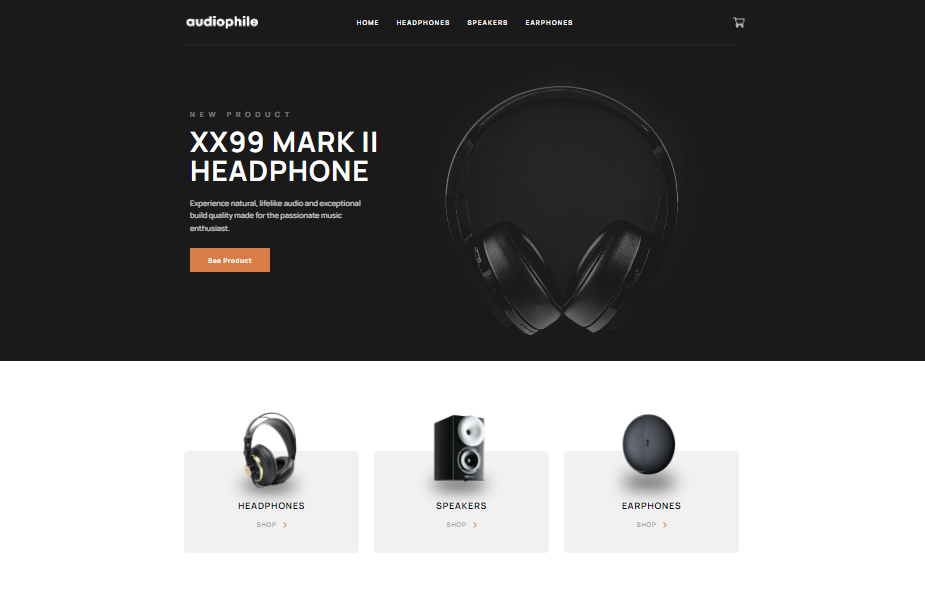 audiophile
HOME HEADPHONES SPEAKERS EARPHONES
NEW PRODUCT
XX99 MARK II
HEADPHONE
Experience natural, lifelike audio and exceptional
build quality made for the passionate music
enthusiast.
See Product
HEADPHONES
SHOP
SPEAKERS
SHOP
EARPHONES
SHOP